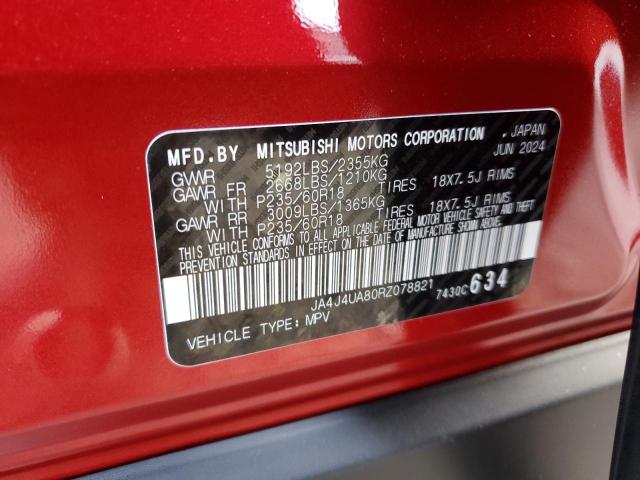 MFD.BY MITSUBISHI MOTORS CORPORATION . JAPAN
GVWR 5192LBS/2355KG JUN 2024
GAWR FR 2668LBS/1210KG
WITH P235/60R18 TIRES 18X7.5J RIMS
GAWR RR 3009LBS/1365KG
WITH P235/60R18 TIRES 18X7.5J RIMS
THIS VEHICLE CONFORMS TO ALL APPLICABLE FEDERAL MOTOR VEHICLE SAFETY AND THEFT
PREVENTION STANDARDS IN EFFECT ON THE DATE OF MANUFACTURE SHOWN ABOVE.
JA4J4UA80RZ078821 7430C634
VEHICLE TYPE: MPV